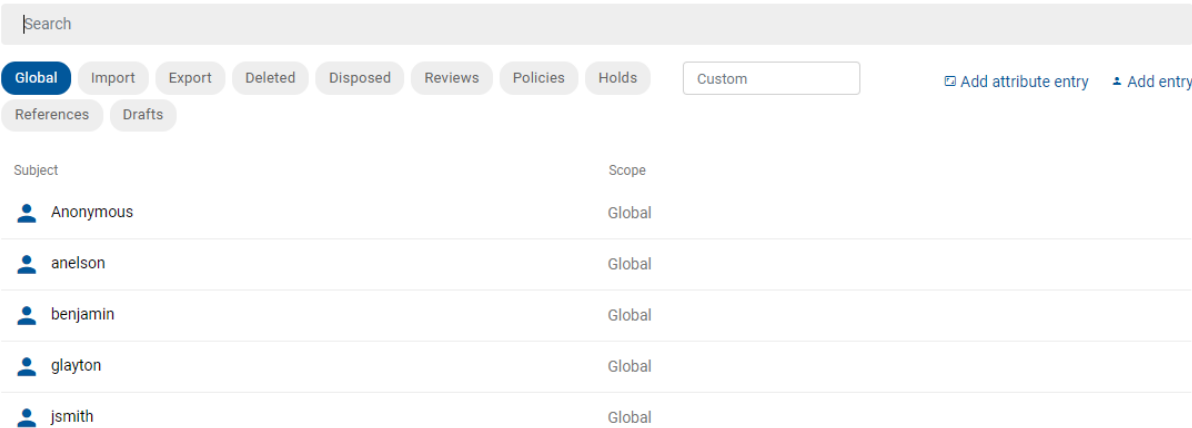 Search
Global Import Export Deleted Disposed Reviews Policies Holds Custom Add attribute entry Add entry
References Drafts
Subject Scope
Anonymous Global
anelson Global
benjamin Global
glayton Global
jsmith Global